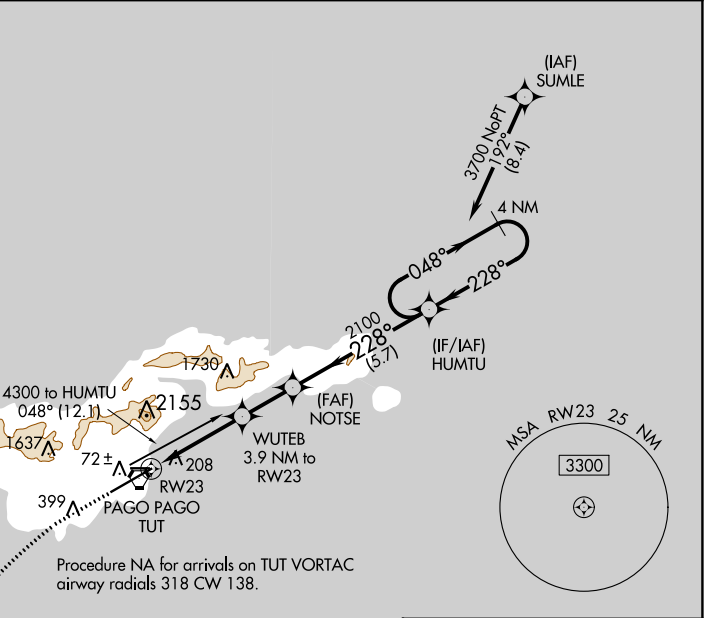 (IAF)
SUMLE
3700 NoPT
192°
(8.4)
4 NM
048°
228°
2100
228°
(5.7)
(IF/IAF)
HUMTU
1730
4300 to HUMTU
048° (12.1)
2155
(FAF)
NOTSE
1637
WUTEB
3.9 NM to
RW23
72±
208
RW23
399
PAGO PAGO
TUT
MSA RW23 25 NM
3300
Procedure NA for arrivals on TUT VORTAC
airway radials 318 CW 138.